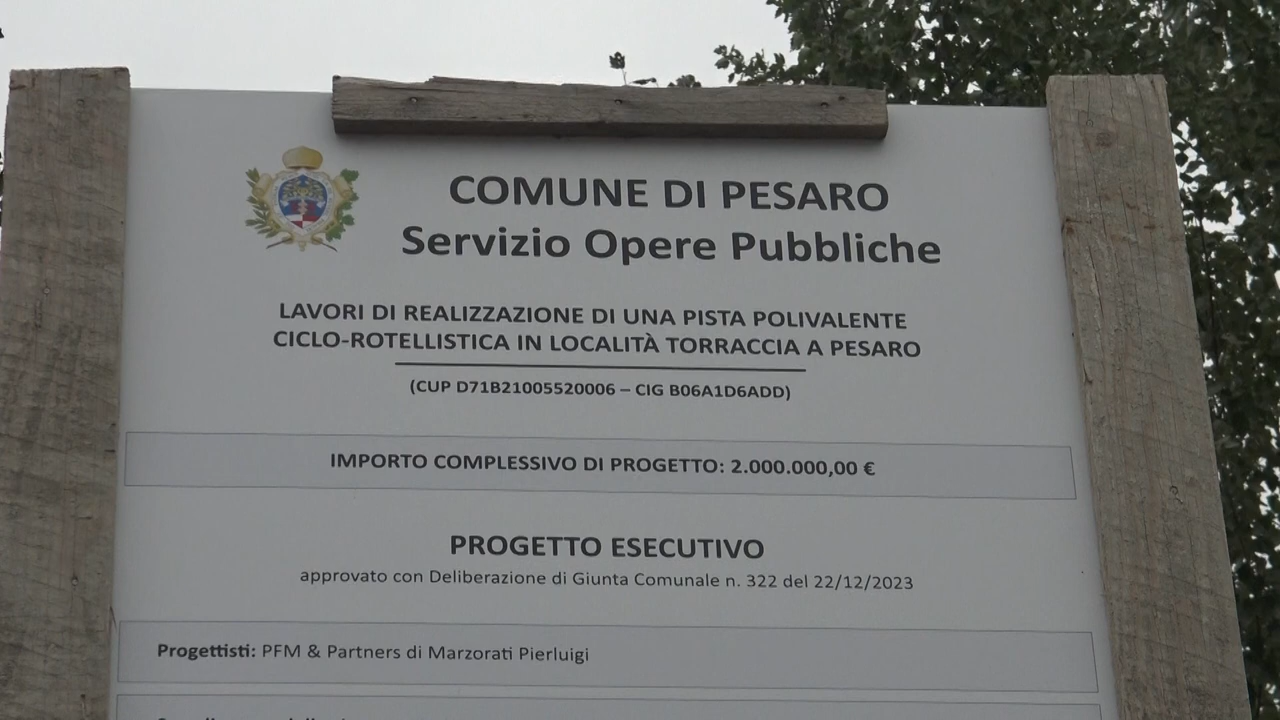 COMUNE DI PESARO
Servizio Opere Pubbliche
LAVORI DI REALIZZAZIONE DI UNA PISTA POLIVALENTE
CICLO-ROTELLISTICA IN LOCALITÀ TORRACCIA A PESARO
(CUP D71B21005520006 – CIG B06A1D6ADD)
IMPORTO COMPLESSIVO DI PROGETTO: 2.000.000,00 €
PROGETTO ESECUTIVO
approvato con Deliberazione di Giunta Comunale n. 322 del 22/12/2023
Progettisti: PFM & Partners di Marzorati Pierluigi